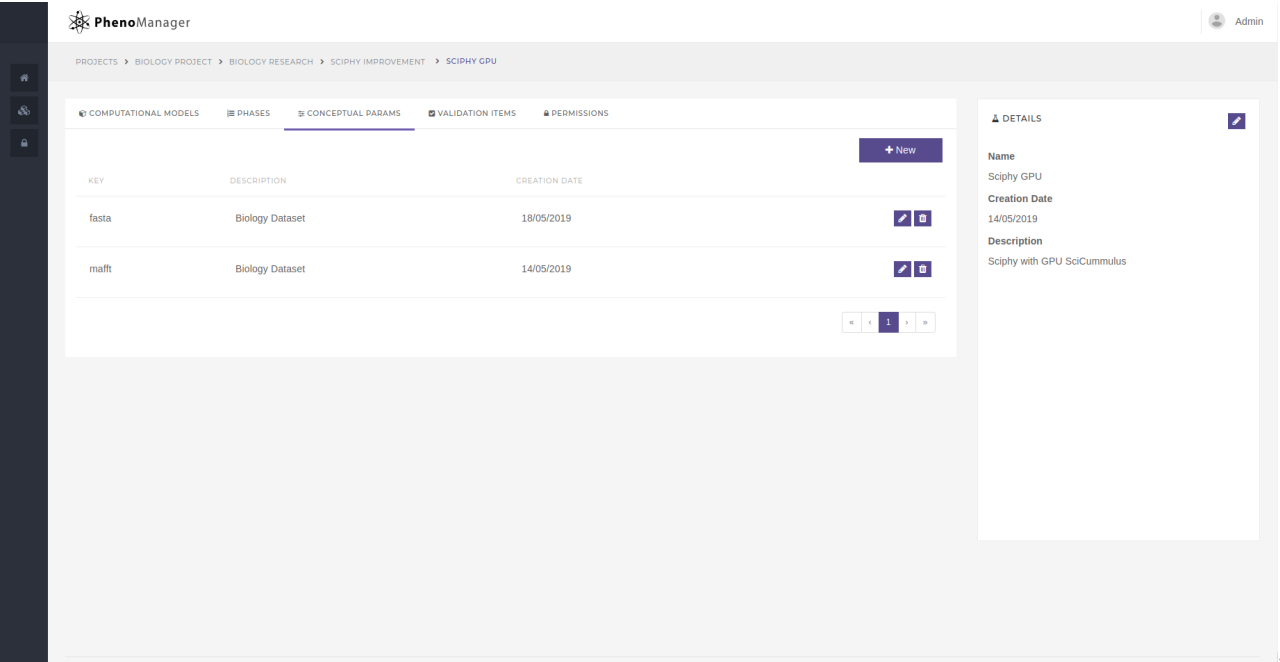 PhenoManager
Admin
PROJECTS > BIOLOGY PROJECT > BIOLOGY RESEARCH > SCIPHY IMPROVEMENT > SCIPHY GPU
COMPUTATIONAL MODELS PHASES CONCEPTUAL PARAMS VALIDATION ITEMS PERMISSIONS
+ New
KEY DESCRIPTION CREATION DATE
fasta Biology Dataset 18/05/2019
mafft Biology Dataset 14/05/2019
« ‹ 1 › »
DETAILS
Name
Sciphy GPU
Creation Date
14/05/2019
Description
Sciphy with GPU SciCummulus